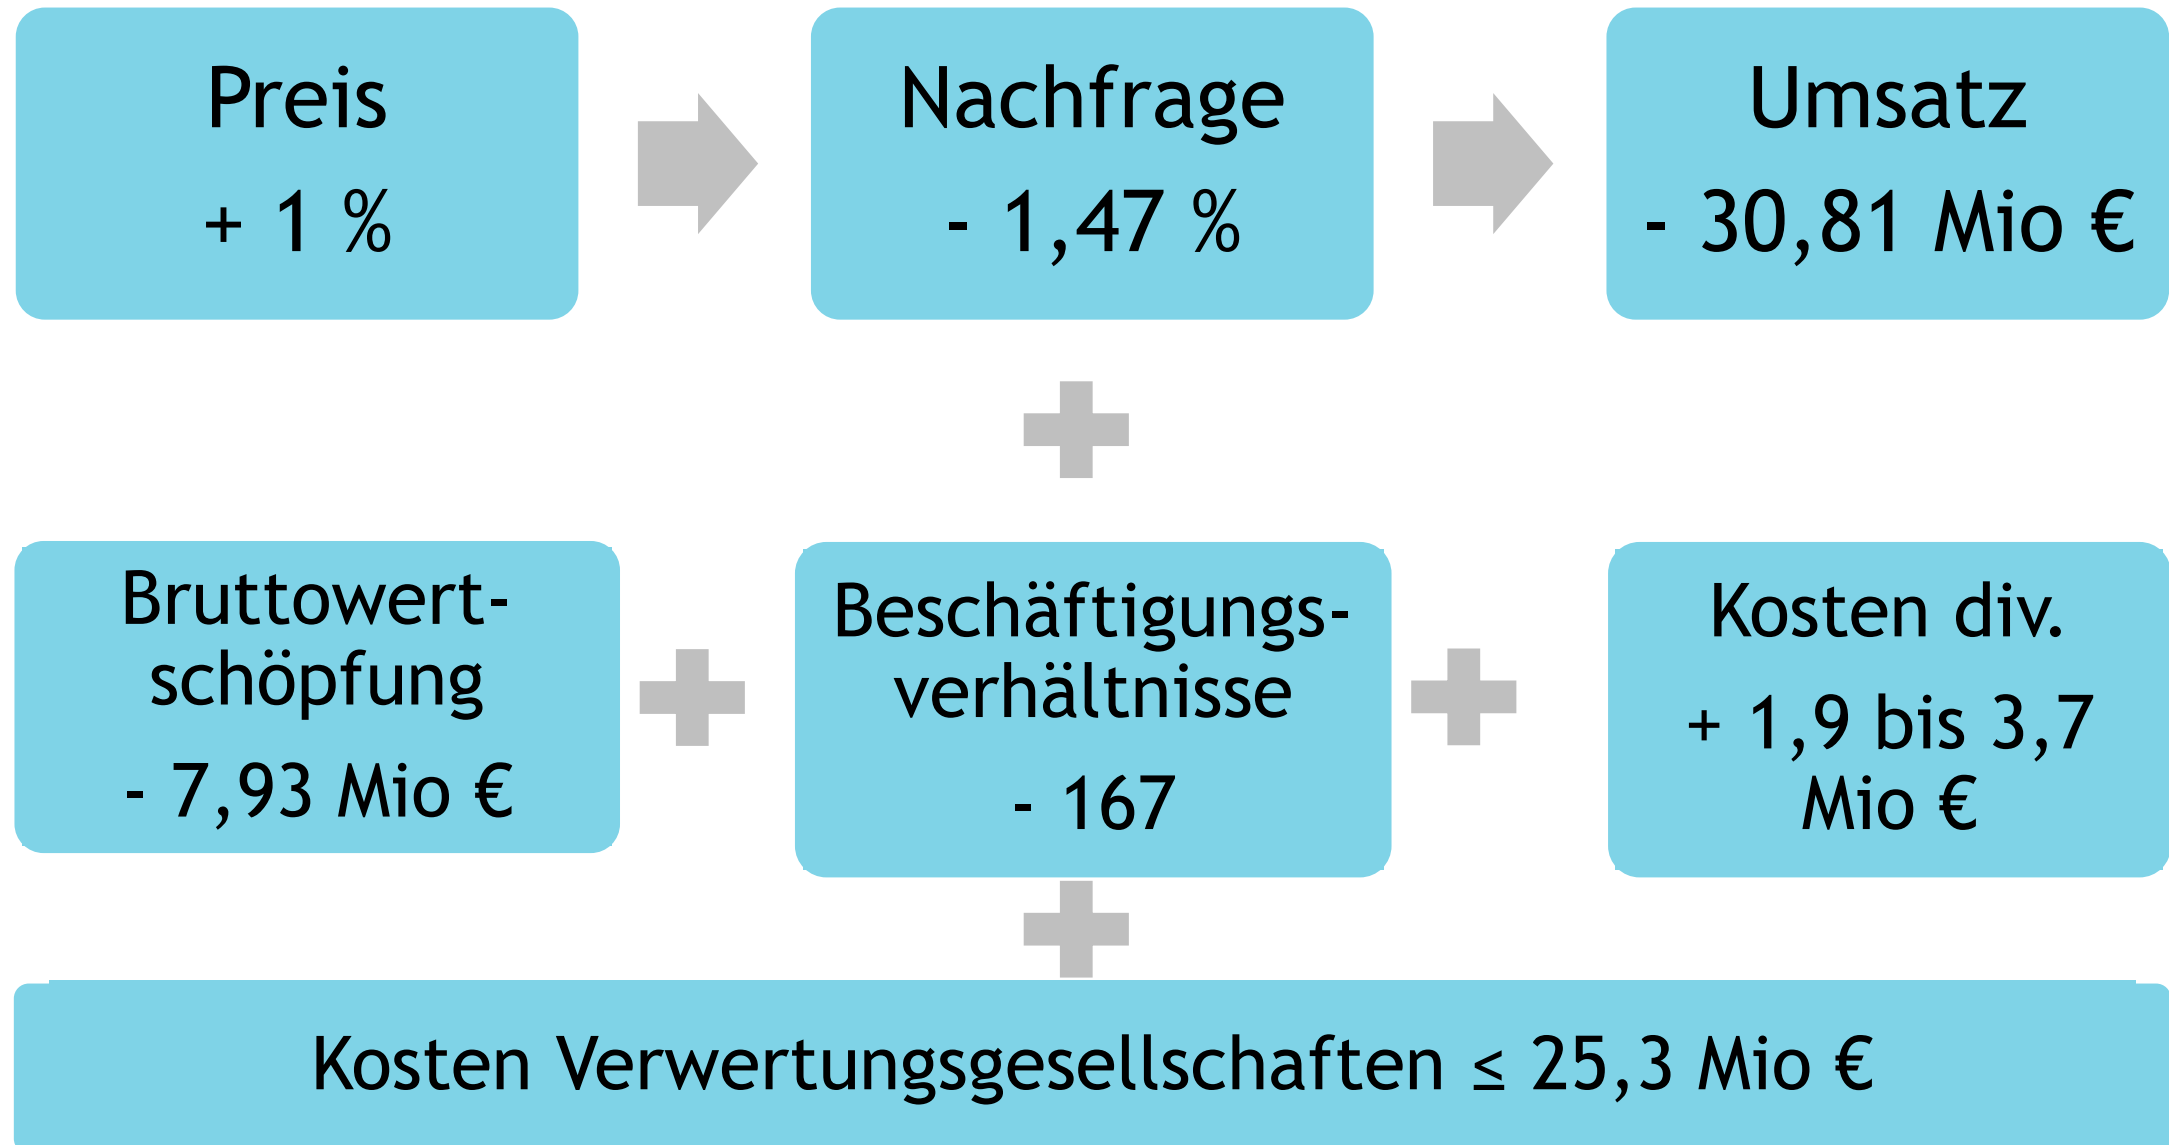 Preis
+ 1 %
Nachfrage
- 1,47 %
Umsatz
- 30,81 Mio €
Bruttowert-
schöpfung
- 7,93 Mio €
Beschäftigungs-
verhältnisse
- 167
Kosten div.
+ 1,9 bis 3,7
Mio €
Kosten Verwertungsgesellschaften ≤ 25,3 Mio €